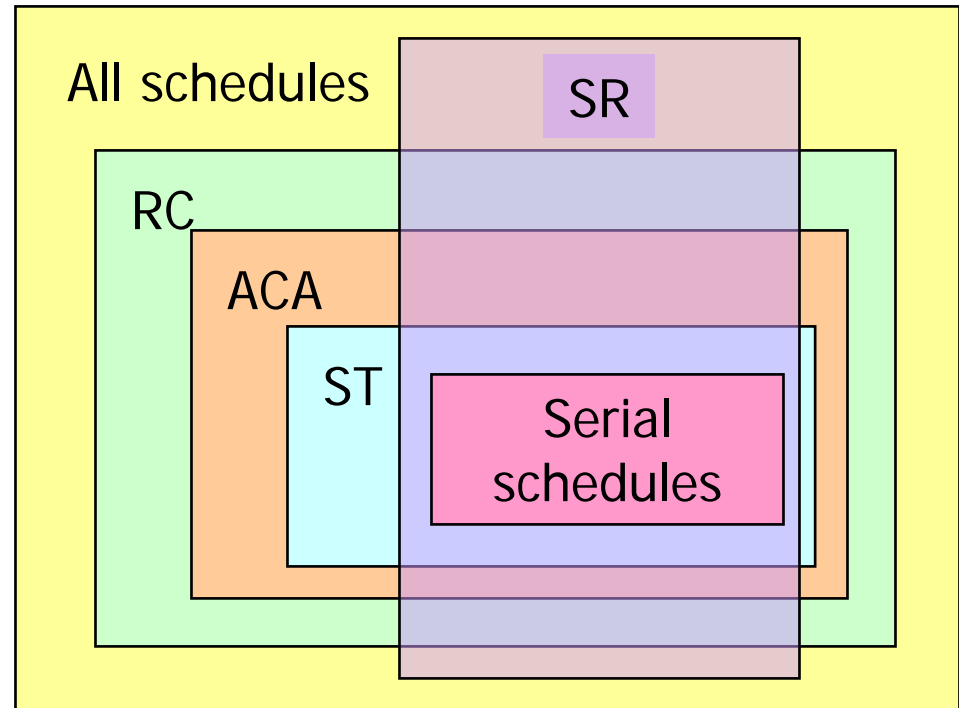 All schedules
SR
RC
ACA
ST
Serial
schedules